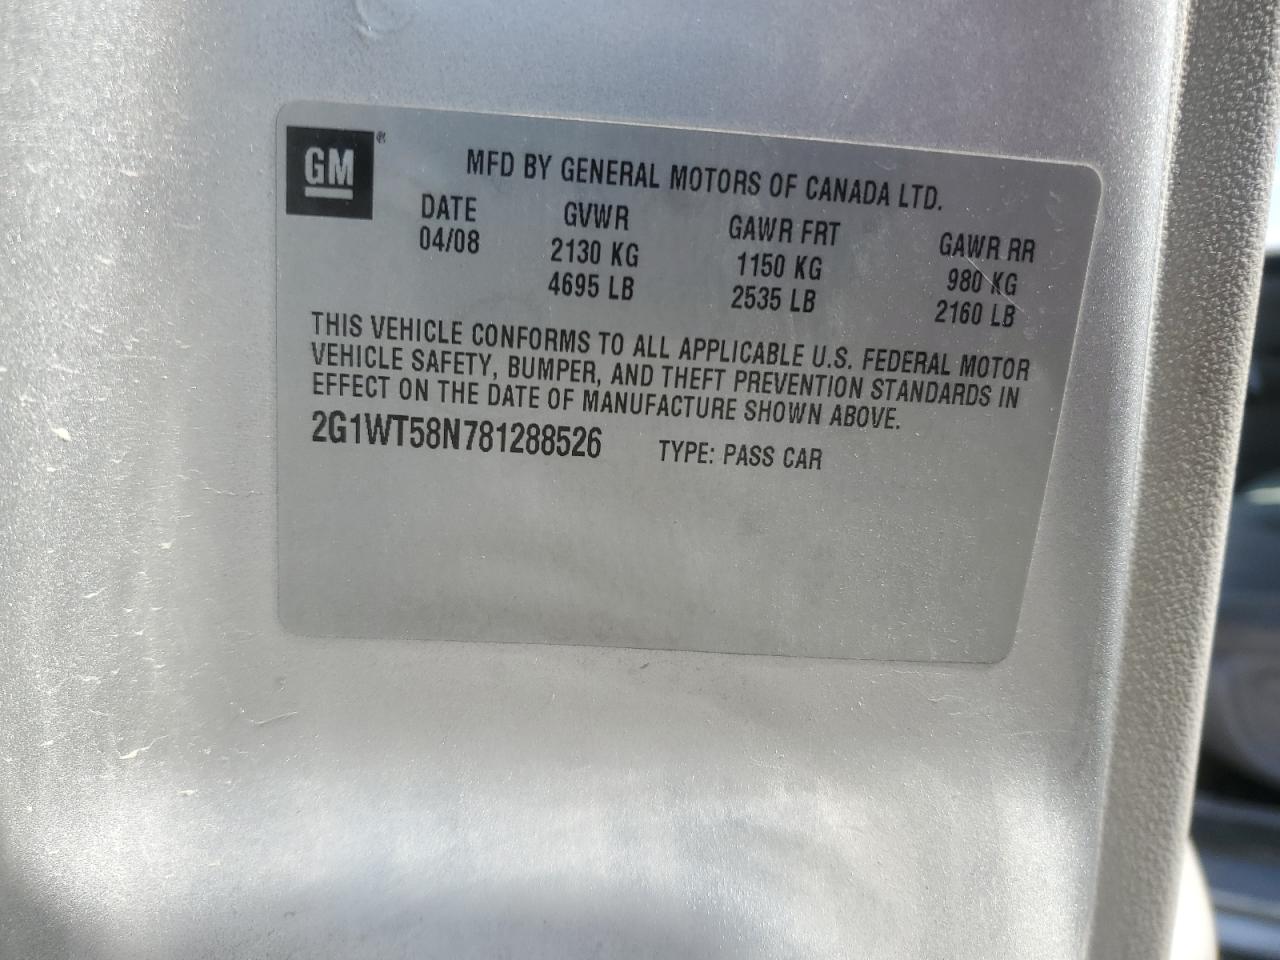 GM®
MFD BY GENERAL MOTORS OF CANADA LTD.
DATE GVWR GAWR FRT GAWR RR
04/08 2130 KG 1150 KG 980 KG
4695 LB 2535 LB 2160 LB
THIS VEHICLE CONFORMS TO ALL APPLICABLE U.S. FEDERAL MOTOR
VEHICLE SAFETY, BUMPER, AND THEFT PREVENTION STANDARDS IN
EFFECT ON THE DATE OF MANUFACTURE SHOWN ABOVE.
2G1WT58N781288526 TYPE: PASS CAR